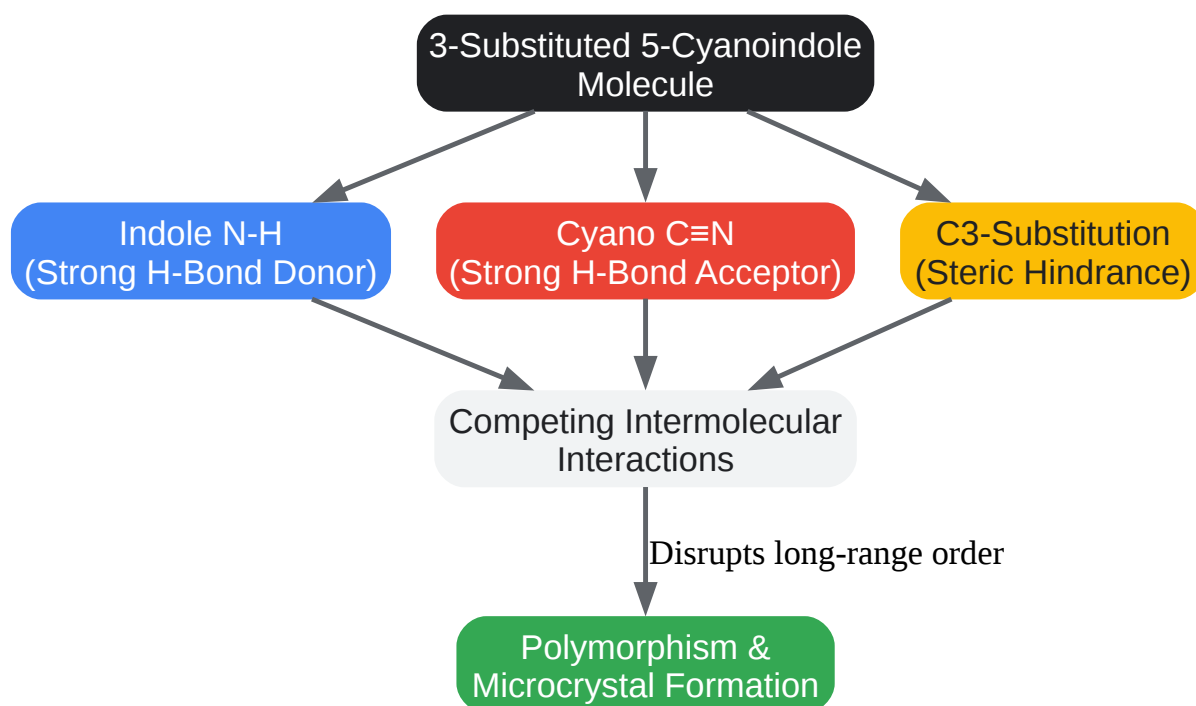 3-Substituted 5-Cyanoindole
Molecule
Indole N-H
(Strong H-Bond Donor)
Cyano C≡N
(Strong H-Bond Acceptor)
C3-Substitution
(Steric Hindrance)
Competing Intermolecular
Interactions
Disrupts long-range order
Polymorphism &
Microcrystal Formation